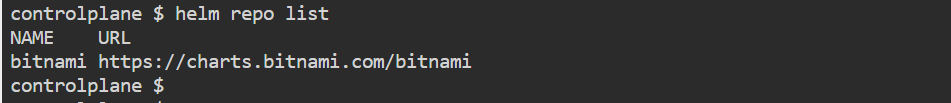 controlplane $ helm repo list
NAME    URL
bitnami https://charts.bitnami.com/bitnami
controlplane $